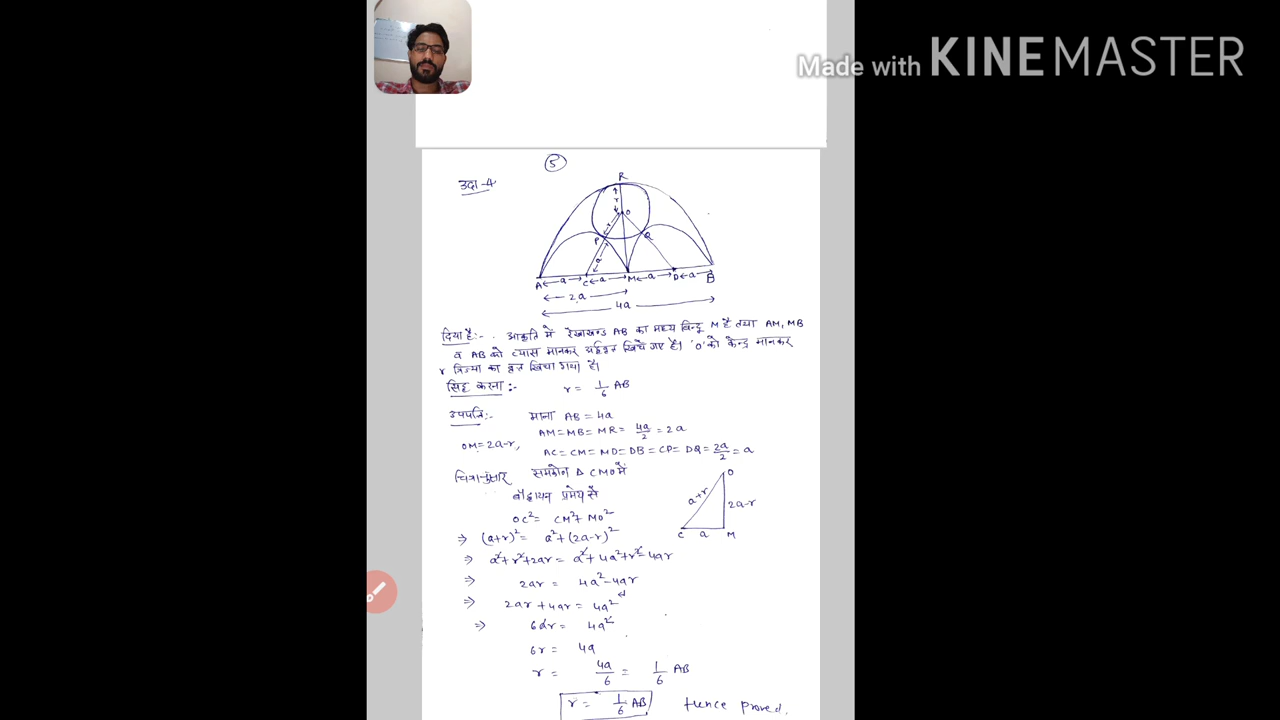 Made with KINEMASTER
5
उदा-4
R
r
O
r
P
Q
a
A a C a M a D a B
2a
4a
दिया है:- आकृति में रेखाखण्ड AB का मध्य बिन्दु M है तथा AM, MB
व AB को व्यास मानकर अर्द्धवृत्त खिंचे गए है। 'O' को केन्द्र मानकर
r त्रिज्या का वृत्त खिंचा गया है।
सिद्ध करना:- r = 1/6 AB
उपपत्ति:- माना AB = 4a
AM = MB = MR = 4a/2 = 2a
OM = 2a-r,
AC = CM = MD = DB = CP = DQ = 2a/2 = a
चित्रानुसार समकोण Δ CMO में
बौद्धायन प्रमेय से
OC² = CM² + MO²
O
a+r
2a-r
C a M
⇒ (a+r)² = a² + (2a-r)²
⇒ a² + r² + 2ar = a² + 4a² + r² - 4ar
⇒ 2ar = 4a² - 4ar
⇒ 2ar + 4ar = 4a²
⇒ 6ar = 4a²
6r = 4a
r = 4a/6 = 1/6 AB
r = 1/6 AB Hence proved.